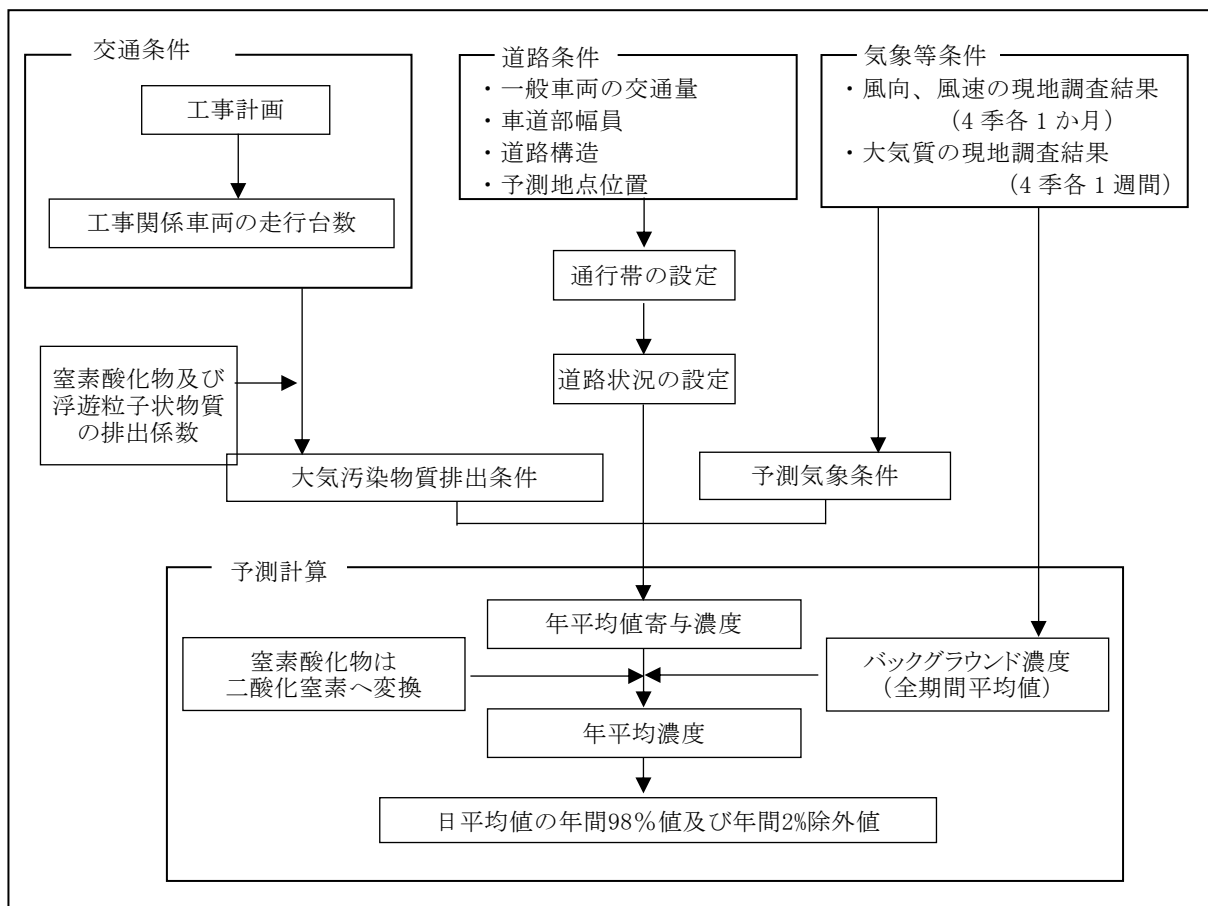 交通条件
工事計画
工事関係車両の走行台数
道路条件
・一般車両の交通量
・車道部幅員
・道路構造
・予測地点位置
気象等条件
・風向、風速の現地調査結果
（4季各1か月）
・大気質の現地調査結果
（4季各1週間）
通行帯の設定
道路状況の設定
窒素酸化物及び
浮遊粒子状物質
の排出係数
大気汚染物質排出条件
予測気象条件
予測計算
年平均値寄与濃度
窒素酸化物は
二酸化窒素へ変換
バックグラウンド濃度
（全期間平均値）
年平均濃度
日平均値の年間98％値及び年間2%除外値